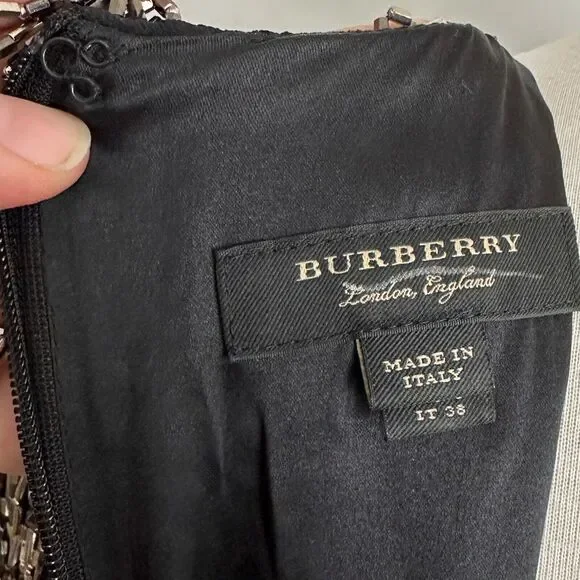 BURBERRY
London, England
MADE IN
ITALY
IT 38